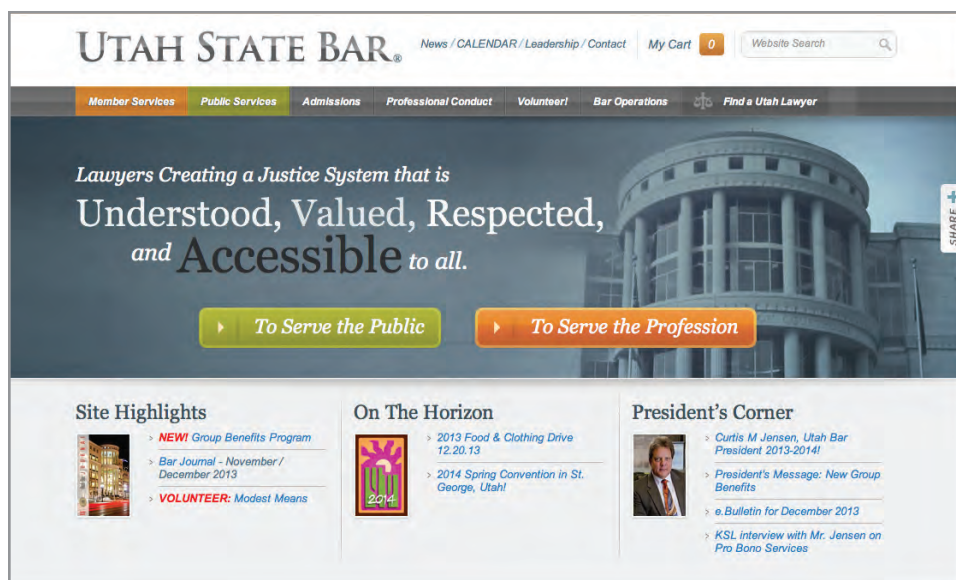 UTAH STATE BAR®
News / CALENDAR / Leadership / Contact
My Cart 0
Website Search
Member Services Public Services Admissions Professional Conduct Volunteer! Bar Operations Find a Utah Lawyer
SHARE
Lawyers Creating a Justice System that is
Understood, Valued, Respected,
and Accessible to all.
To Serve the Public
To Serve the Profession
Site Highlights
NEW! Group Benefits Program
Bar Journal - November /
December 2013
VOLUNTEER: Modest Means
On The Horizon
2014
2013 Food & Clothing Drive
12.20.13
2014 Spring Convention in St.
George, Utah!
President's Corner
Curtis M Jensen, Utah Bar
President 2013-2014!
President's Message: New Group
Benefits
e.Bulletin for December 2013
KSL interview with Mr. Jensen on
Pro Bono Services